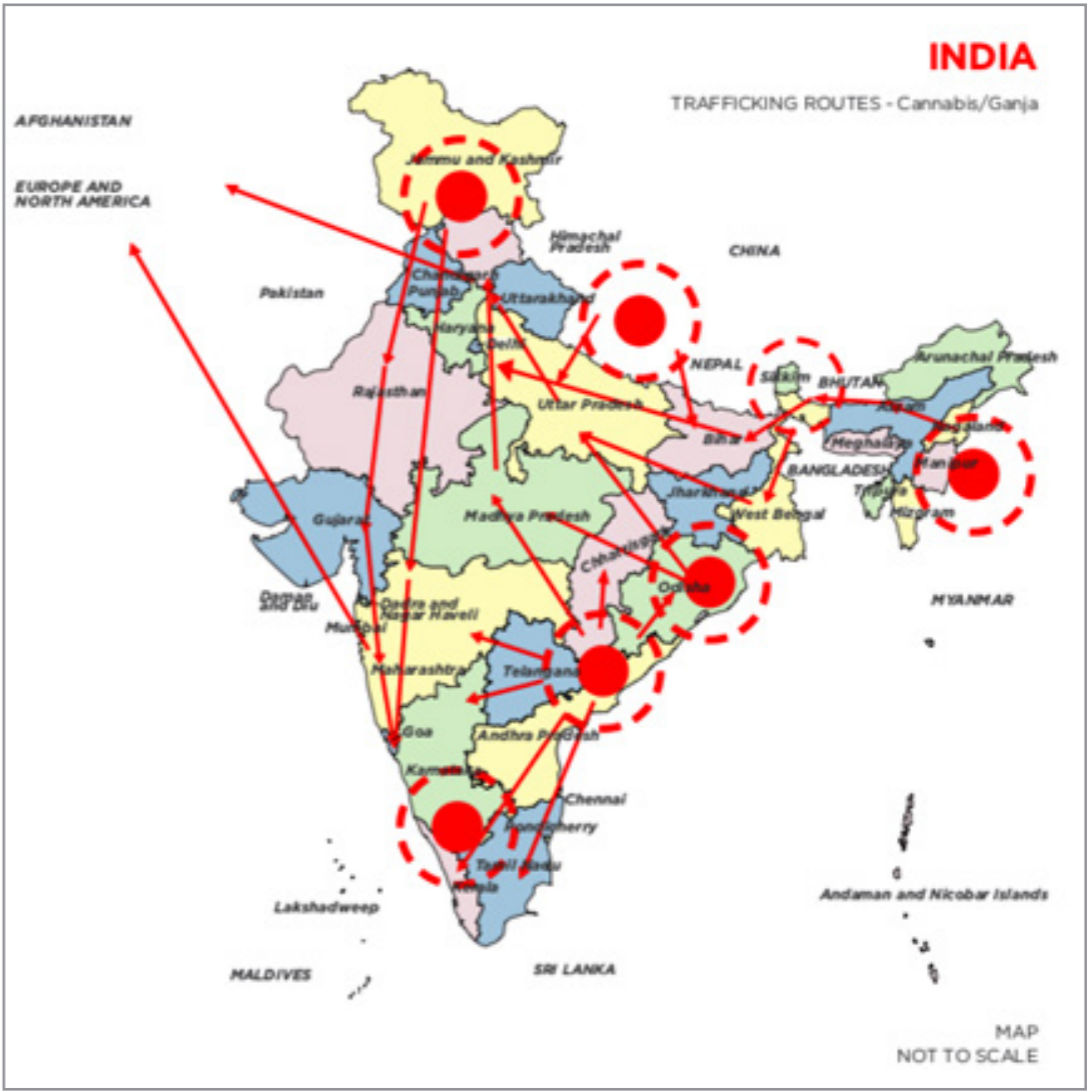 INDIA
TRAFFICKING ROUTES - Cannabis/Ganja
AFGHANISTAN
EUROPE AND
NORTH AMERICA
Jammu and Kashmir
Himachal
Pradesh
CHINA
Chandigarh
Punjab
Pakistan
Uttarakhand
Haryana
Delhi
NEPAL
Sikkim
BHUTAN
Arunachal Pradesh
Rajasthan
Uttar Pradesh
Assam
Nagaland
Bihar
Meghalaya
Manipur
BANGLADESH
Tripura
Mizoram
Jharkhand
West Bengal
Gujarat
Madhya Pradesh
Chhattisgarh
Odisha
Daman
and Diu
Dadra and
Nagar Haveli
MYANMAR
Mumbai
Maharashtra
Telangana
Goa
Andhra Pradesh
Karnataka
Chennai
Pondicherry
Tamil Nadu
Kerala
Lakshadweep
Andaman and Nicobar Islands
MALDIVES
SRI LANKA
MAP
NOT TO SCALE